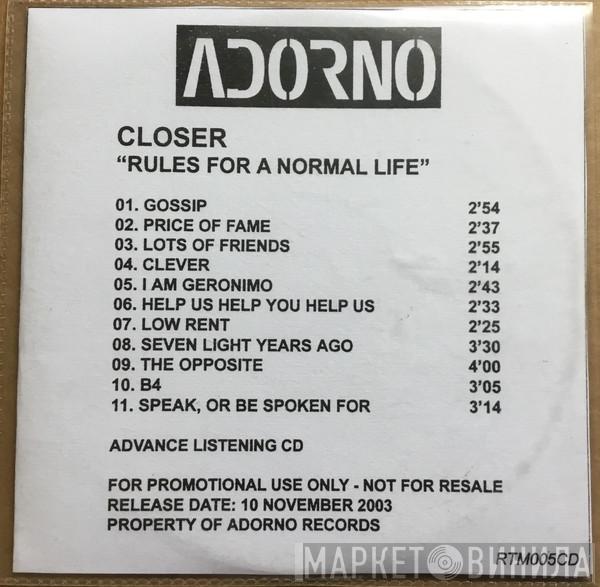 ADORNO
CLOSER
“RULES FOR A NORMAL LIFE”
01. GOSSIP 2'54
02. PRICE OF FAME 2'37
03. LOTS OF FRIENDS 2'55
04. CLEVER 2'14
05. I AM GERONIMO 2'43
06. HELP US HELP YOU HELP US 2'33
07. LOW RENT 2'25
08. SEVEN LIGHT YEARS AGO 3'30
09. THE OPPOSITE 4'00
10. B4 3'05
11. SPEAK, OR BE SPOKEN FOR 3'14
ADVANCE LISTENING CD
FOR PROMOTIONAL USE ONLY - NOT FOR RESALE
RELEASE DATE: 10 NOVEMBER 2003
PROPERTY OF ADORNO RECORDS
RTM005CD
МАРКЕТ ВИНИЛА